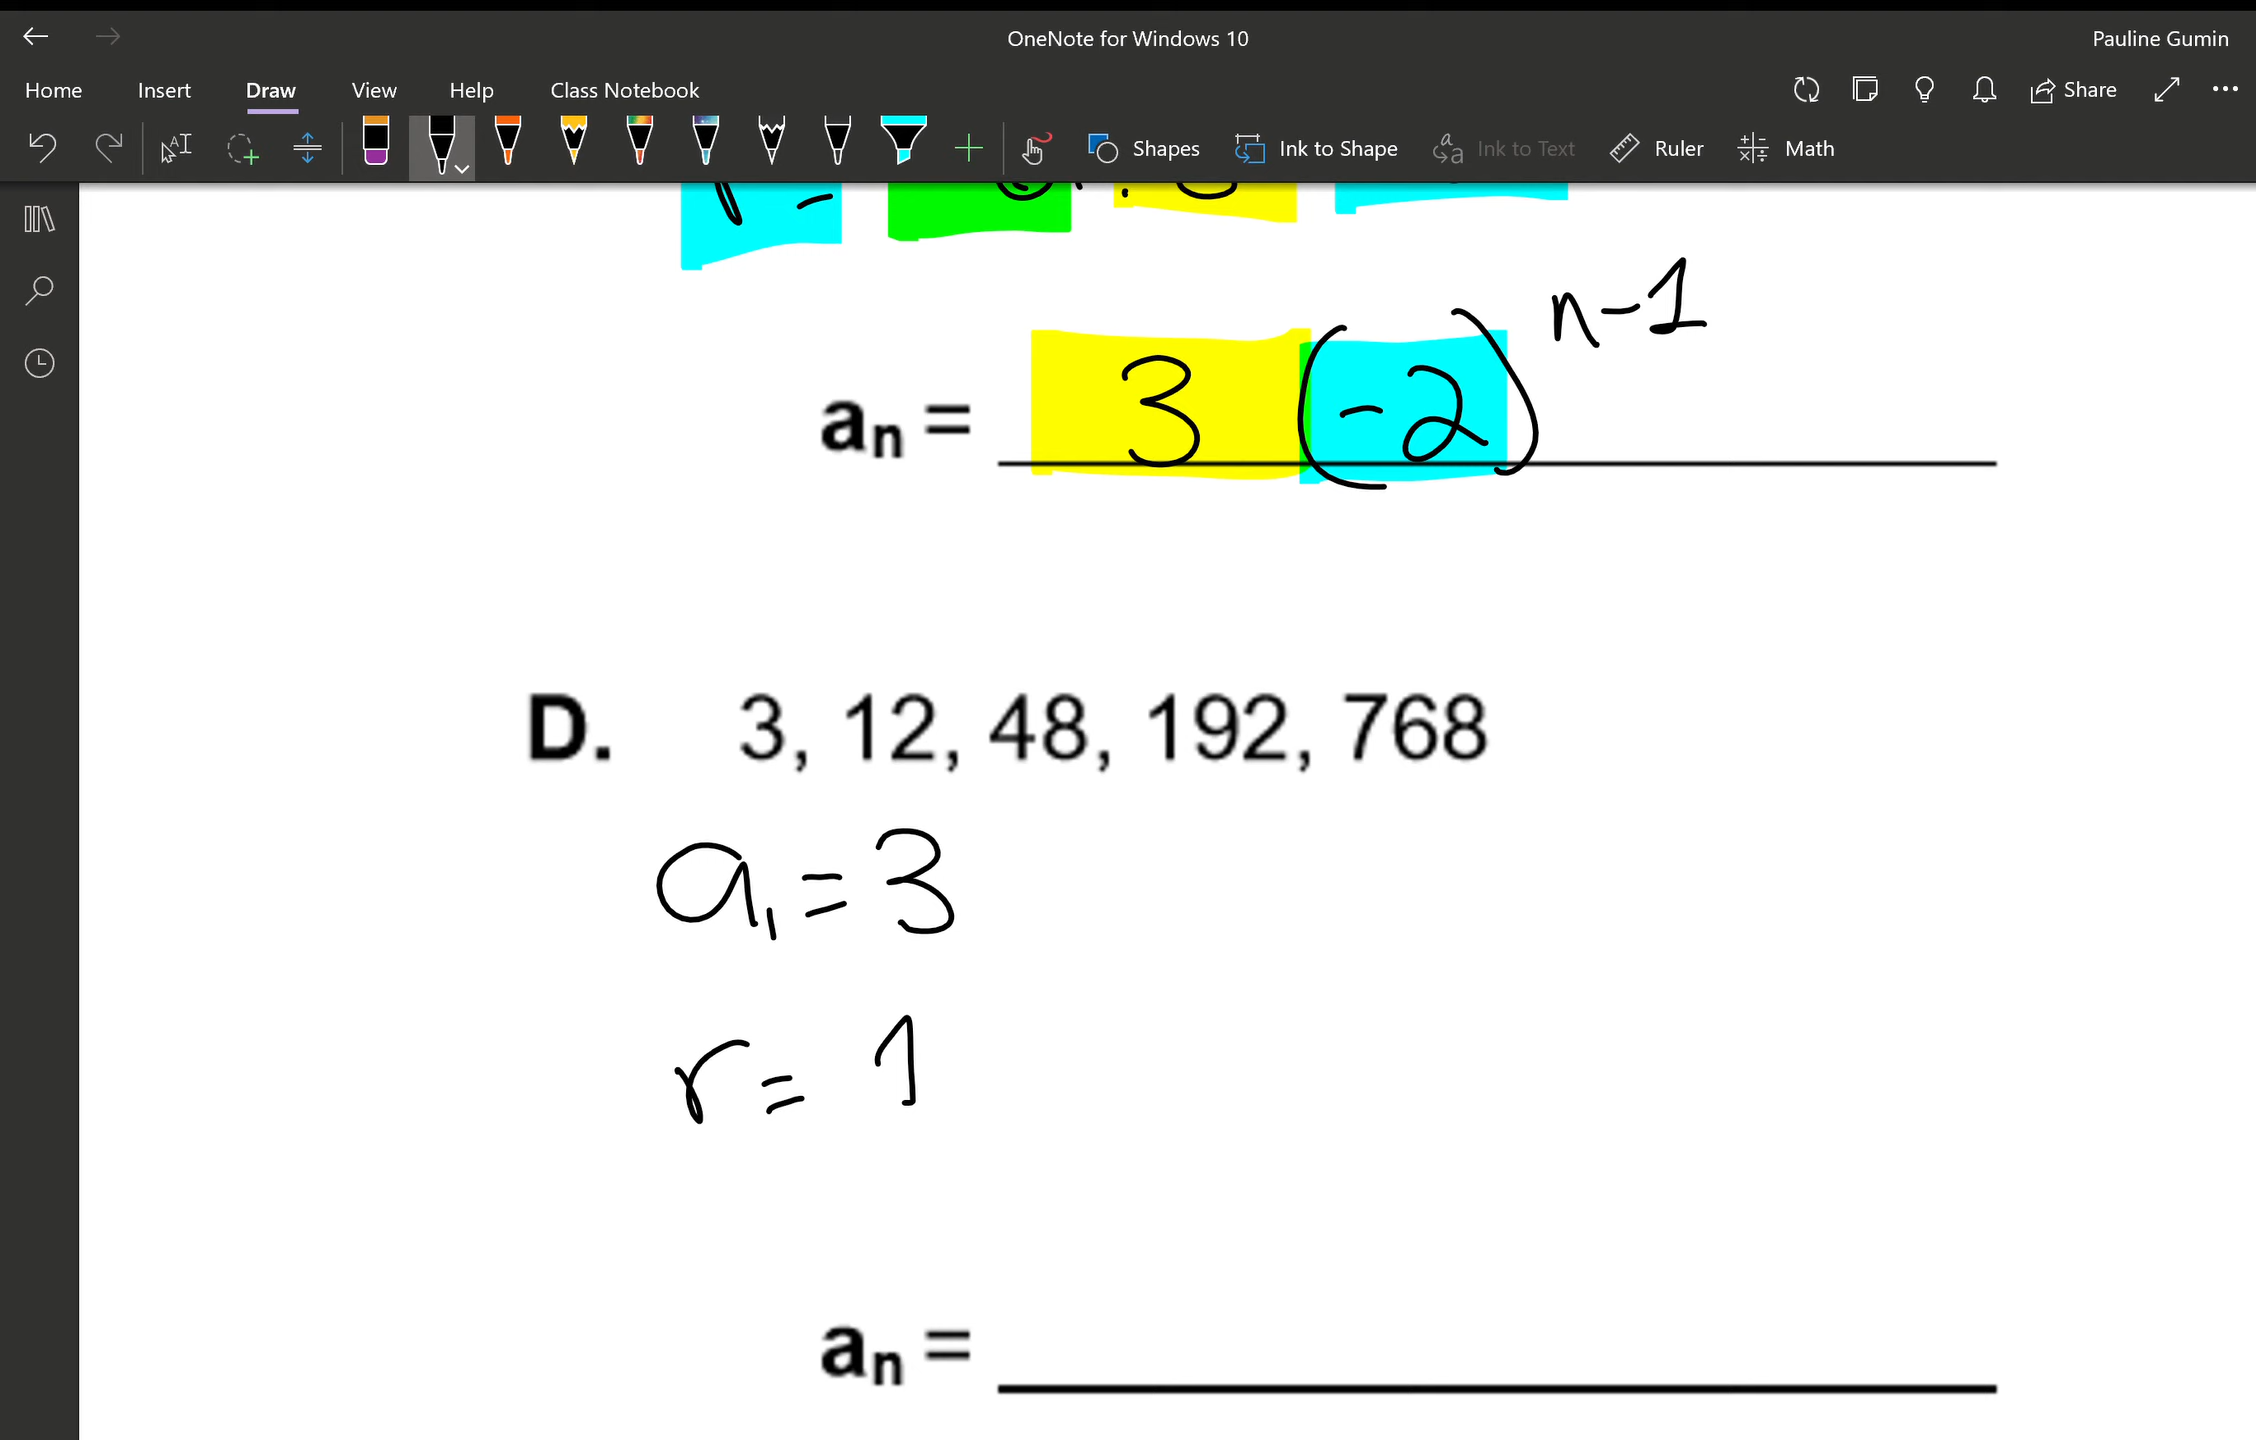 OneNote for Windows 10
Pauline Gumin
Home Insert Draw View Help Class Notebook Share
Shapes Ink to Shape Ink to Text Ruler Math
r =
n-1
an = 3 (-2)
D. 3, 12, 48, 192, 768
a1 = 3
r = 1
an =